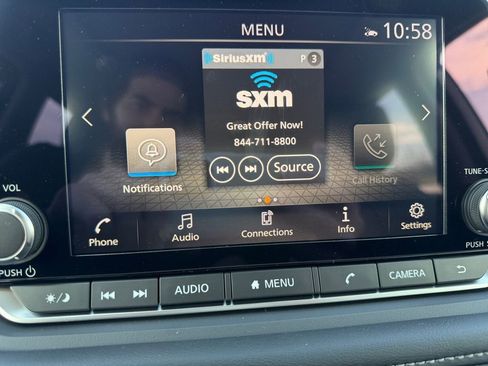 MENU
10:58
SiriusXM
P 3
sxm
Great Offer Now!
844-711-8800
Source
Notifications
Call History
VOL
TUNE-S
Phone
Audio
Connections
Info
Settings
PUSH
PUSH
AUDIO
MENU
CAMERA